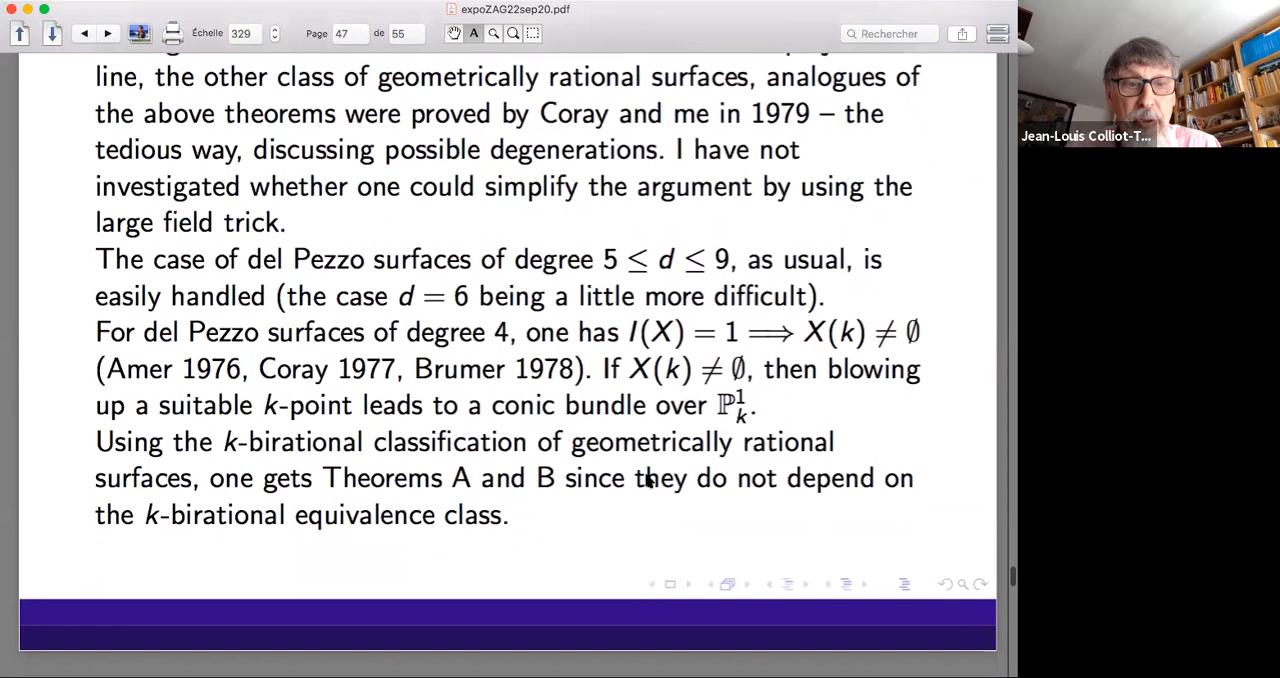 expoZAG22sep20.pdf
Échelle 329 Page 47 de 55 Rechercher
line, the other class of geometrically rational surfaces, analogues of
the above theorems were proved by Coray and me in 1979 – the
tedious way, discussing possible degenerations. I have not
investigated whether one could simplify the argument by using the
large field trick.
The case of del Pezzo surfaces of degree 5 ≤ d ≤ 9, as usual, is
easily handled (the case d = 6 being a little more difficult).
For del Pezzo surfaces of degree 4, one has I(X) = 1 ⟹ X(k) ≠ ∅
(Amer 1976, Coray 1977, Brumer 1978). If X(k) ≠ ∅, then blowing
up a suitable k-point leads to a conic bundle over ℙ¹ₖ.
Using the k-birational classification of geometrically rational
surfaces, one gets Theorems A and B since they do not depend on
the k-birational equivalence class.
Jean-Louis Colliot-T...